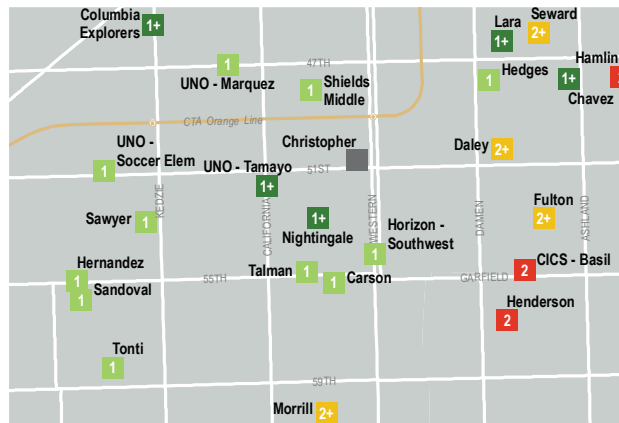 Columbia
Explorers
1+
Lara
1+
Seward
2+
UNO - Marquez
1
47TH
Shields
Middle
1
Hedges
1
Hamlin
Chavez
1+
CTA Orange Line
UNO -
Soccer Elem
1
Christopher
Daley
2+
UNO - Tamayo
1+
51ST
Sawyer
1
KEDZIE
CALIFORNIA
Nightingale
1+
WESTERN
Horizon -
Southwest
1
DAMEN
Fulton
2+
ASHLAND
Hernandez
1
Sandoval
1
55TH
Talman
1
Carson
1
GARFIELD
CICS - Basil
2
Henderson
2
Tonti
1
59TH
Morrill
2+